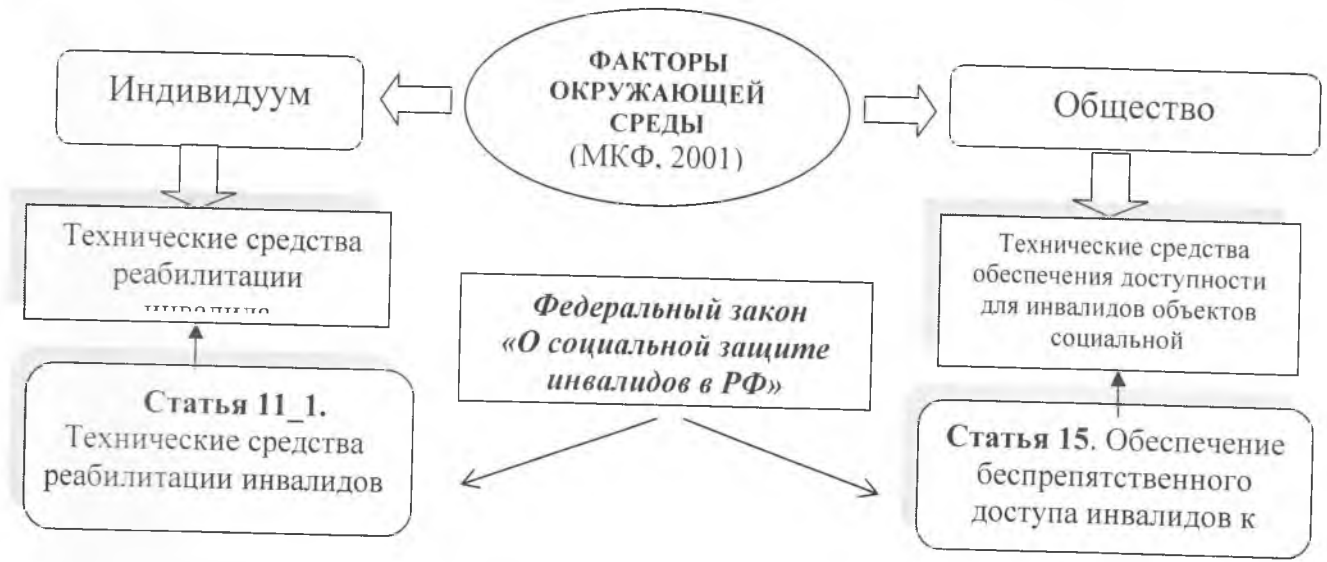 ФАКТОРЫ
ОКРУЖАЮЩЕЙ
СРЕДЫ
(МКФ, 2001)
Индивидуум
Общество
Технические средства
реабилитации
Технические средства
обеспечения доступности
для инвалидов объектов
социальной
Федеральный закон
«О социальной защите
инвалидов в РФ»
Статья 11_1.
Технические средства
реабилитации инвалидов
Статья 15. Обеспечение
беспрепятственного
доступа инвалидов к